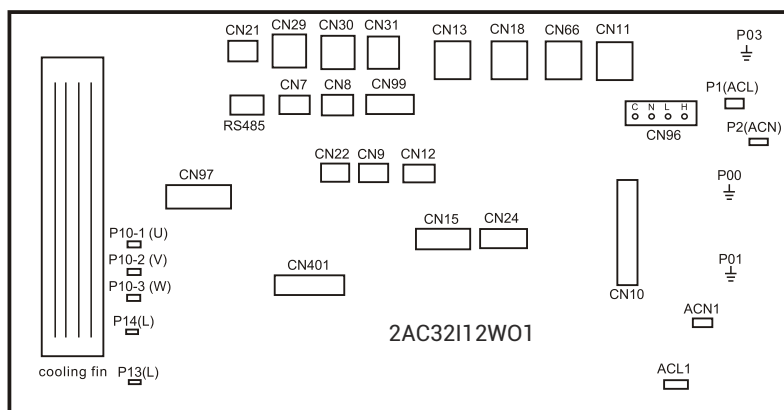 CN21
CN29
CN30
CN31
CN13
CN18
CN66
CN11
P03
CN7
CN8
CN99
RS485
P1(ACL)
C N L H
CN96
P2(ACN)
CN22
CN9
CN12
CN97
P00
CN15
CN24
P10-1 (U)
P10-2 (V)
P10-3 (W)
CN401
P01
CN10
P14(L)
ACN1
2AC32I12WO1
cooling fin
P13(L)
ACL1